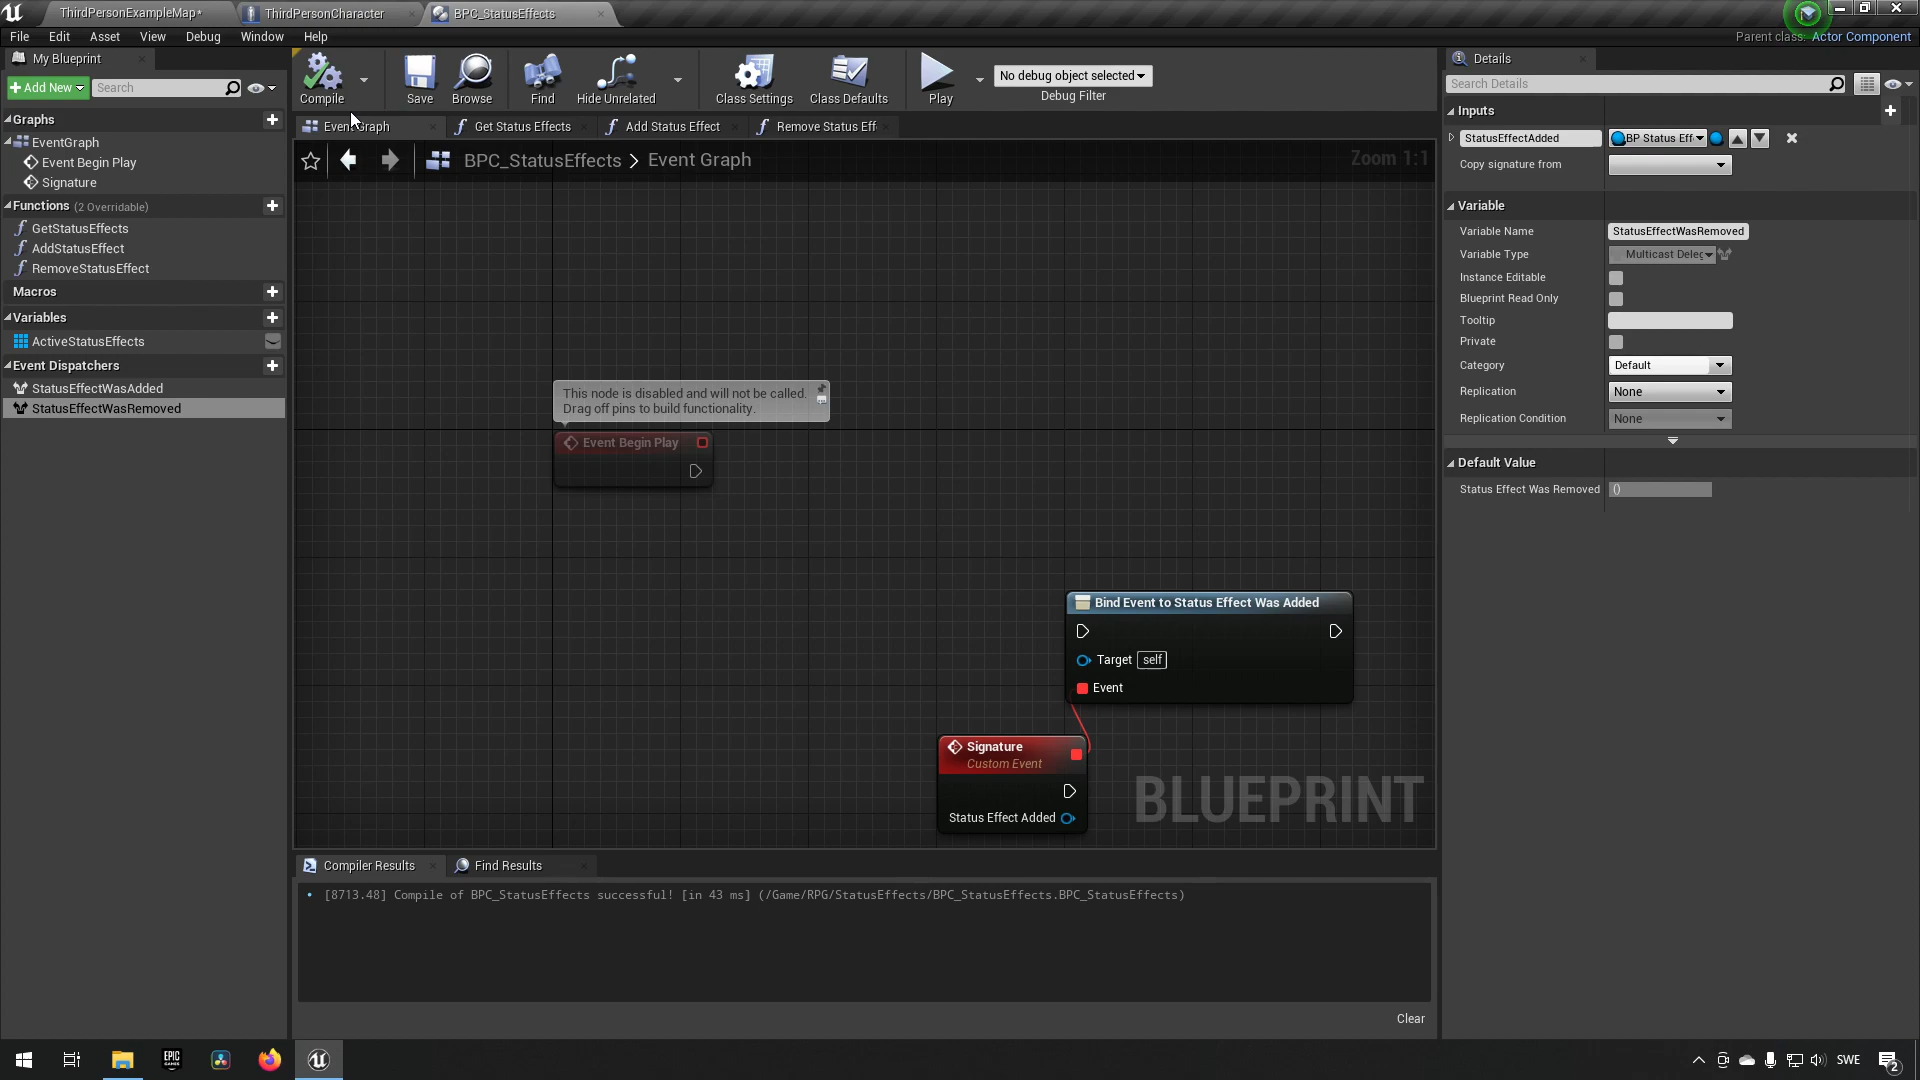 ThirdPersonExampleMap*
ThirdPersonCharacter
BPC_StatusEffects
File Edit Asset View Debug Window Help
Parent class: Actor Component
My Blueprint
Add New
Search
Graphs
EventGraph
Event Begin Play
Signature
Functions (2 Overridable)
GetStatusEffects
AddStatusEffect
RemoveStatusEffect
Macros
Variables
ActiveStatusEffects
Event Dispatchers
StatusEffectWasAdded
StatusEffectWasRemoved
Compile
Save
Browse
Find
Hide Unrelated
Class Settings
Class Defaults
Play
No debug object selected
Debug Filter
Event Graph
Get Status Effects
Add Status Effect
Remove Status Eff
BPC_StatusEffects > Event Graph
Zoom 1:1
This node is disabled and will not be called.
Drag off pins to build functionality.
Event Begin Play
Bind Event to Status Effect Was Added
Target self
Event
Signature
Custom Event
Status Effect Added
BLUEPRINT
Compiler Results
Find Results
• [8713.48] Compile of BPC_StatusEffects successful! [in 43 ms] (/Game/RPG/StatusEffects/BPC_StatusEffects.BPC_StatusEffects)
Clear
Details
Search Details
Inputs
StatusEffectAdded BP Status Eff
Copy signature from
Variable
Variable Name StatusEffectWasRemoved
Variable Type Multicast Deleg
Instance Editable
Blueprint Read Only
Tooltip
Private
Category Default
Replication None
Replication Condition None
Default Value
Status Effect Was Removed ()
EPIC
GAMES
SWE
2